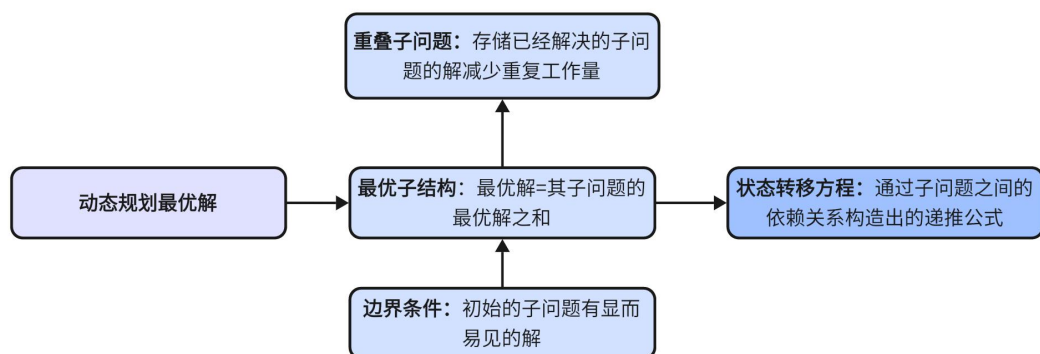 重叠子问题：存储已经解决的子问
题的解减少重复工作量
动态规划最优解
最优子结构：最优解=其子问题的
最优解之和
状态转移方程：通过子问题之间的
依赖关系构造出的递推公式
边界条件：初始的子问题有显而
易见的解